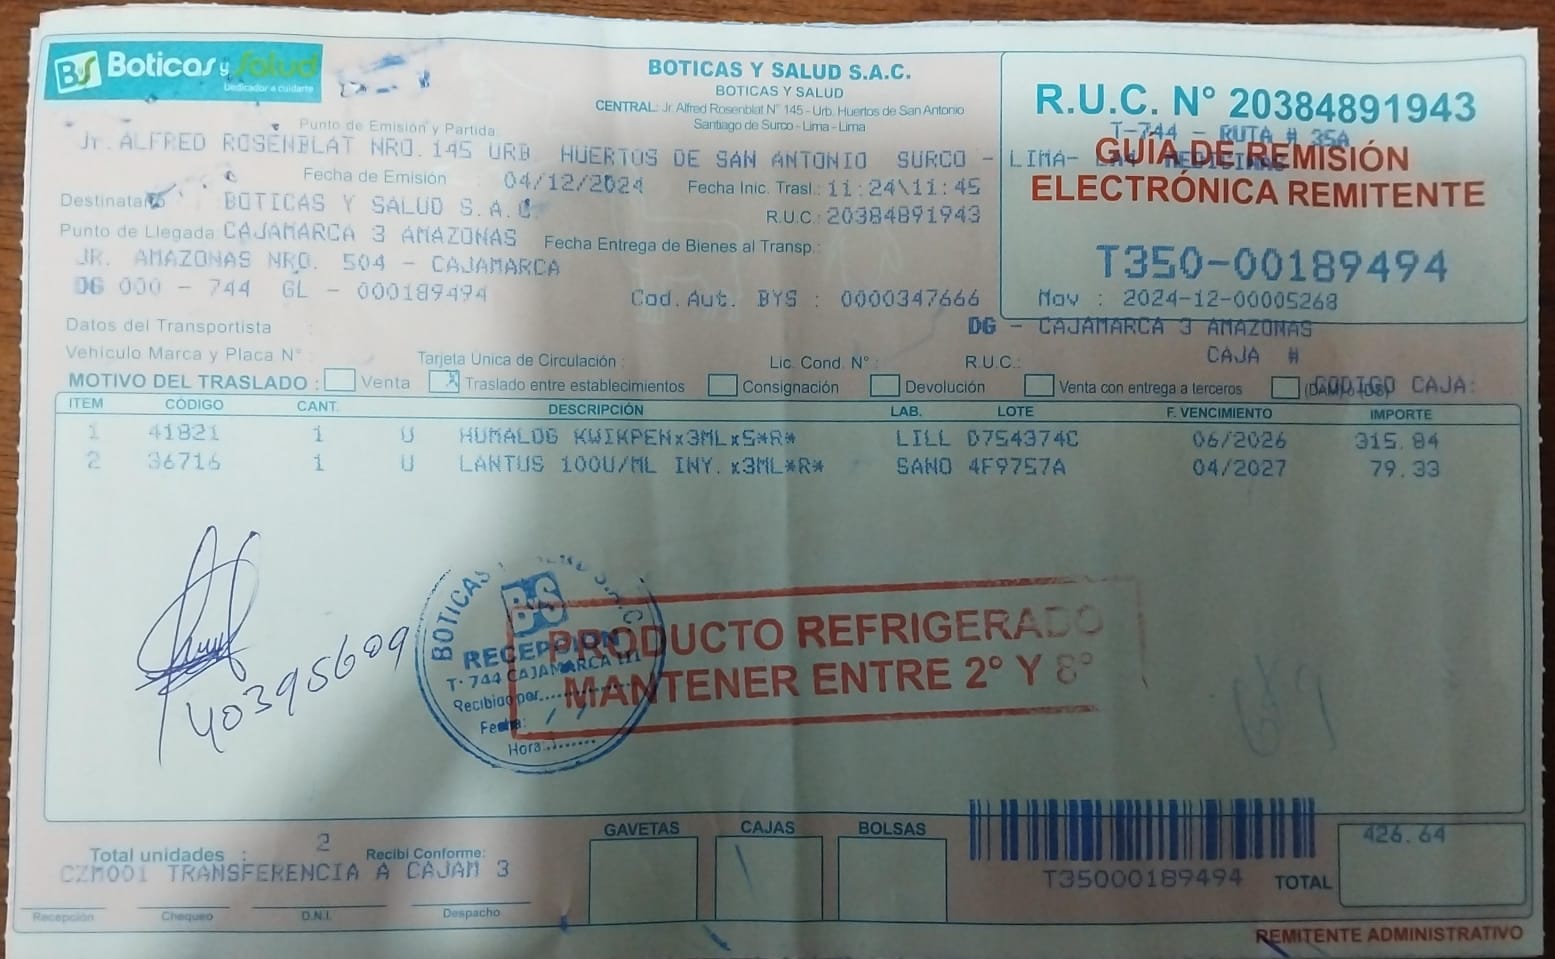 BS Boticas y Salud
Dedicados a cuidarte
BOTICAS Y SALUD S.A.C.
BOTICAS Y SALUD
CENTRAL: Jr. Alfred Rosenblat N° 145 - Urb. Huertos de San Antonio
Santiago de Surco - Lima - Lima
R.U.C. N° 20384891943
T-744 - RUTA # 35A
GUÍA DE REMISIÓN
ELECTRÓNICA REMITENTE
T350-00189494
Mov : 2024-12-00005268
DG - CAJAMARCA 3 AMAZONAS
CAJA #
CODIGO CAJA:
Punto de Emisión y Partida:
Jr.ALFRED ROSENBLAT NRO.145 URB HUERTOS DE SAN ANTONIO SURCO - LIMA-
Fecha de Emisión 04/12/2024 Fecha Inic. Trasl.: 11:24\11:45
Destinatario BOTICAS Y SALUD S.A.C. R.U.C.: 20384891943
Punto de Llegada: CAJAMARCA 3 AMAZONAS Fecha Entrega de Bienes al Transp.:
JR. AMAZONAS NRO. 504 - CAJAMARCA
DG 000 - 744 GL - 000189494 Cod.Aut. BYS : 0000347666
Datos del Transportista
Vehículo Marca y Placa N° : Tarjeta Única de Circulación : Lic. Cond. N° : R.U.C.:
MOTIVO DEL TRASLADO : Venta X Traslado entre establecimientos Consignación Devolución Venta con entrega a terceros
ITEM CÓDIGO CANT. DESCRIPCIÓN LAB. LOTE F. VENCIMIENTO IMPORTE
1 41821 1 U HUMALOG KWIKPENx3MLx5*R* LILL D754374C 06/2026 315.84
2 36716 1 U LANTUS 100U/ML INY.x3ML*R* SANO 4F9757A 04/2027 79.33
40395609
BOTICAS S.A.C.
BS
RECEPCION
T-744 CAJAMARCA III
Recibido por:
Fecha: / /
Hora:
PRODUCTO REFRIGERADO
MANTENER ENTRE 2° Y 8°
Total unidades : 2 Recibí Conforme:
CZM001 TRANSFERENCIA A CAJAM 3
Recepción Chequeo D.N.I. Despacho
GAVETAS CAJAS BOLSAS
T35000189494 TOTAL 426.64
REMITENTE ADMINISTRATIVO